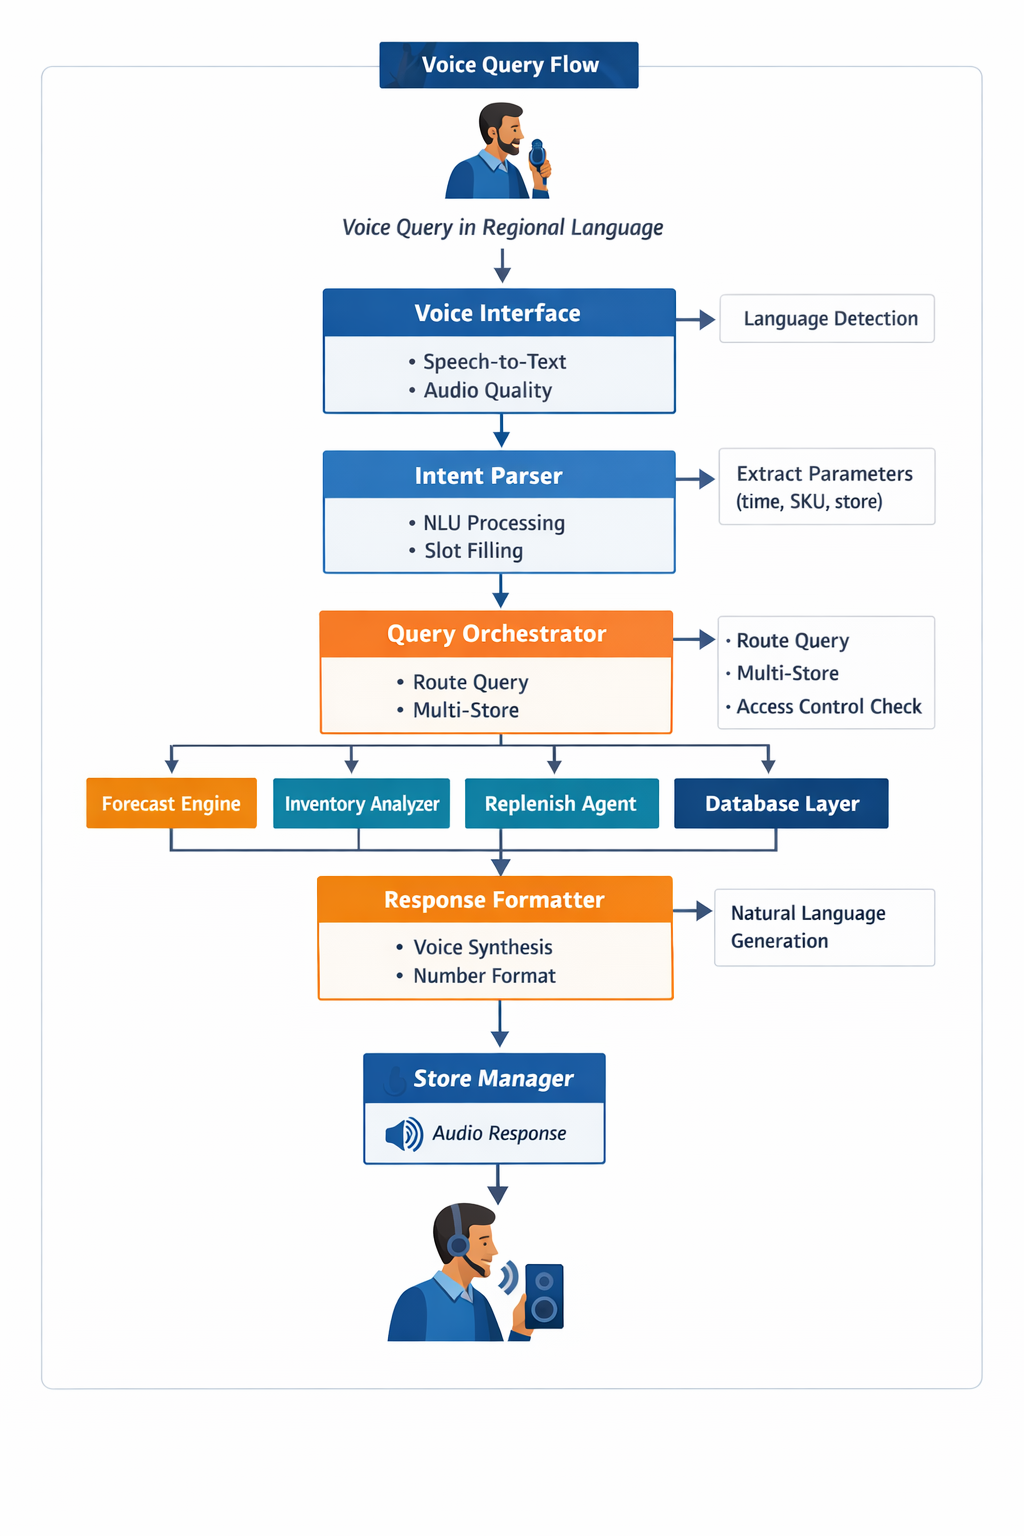 Voice Query Flow
Voice Query in Regional Language
Voice Interface
• Speech-to-Text
• Audio Quality
Language Detection
Intent Parser
• NLU Processing
• Slot Filling
Extract Parameters
(time, SKU, store)
Query Orchestrator
• Route Query
• Multi-Store
· Route Query
· Multi-Store
· Access Control Check
Forecast Engine
Inventory Analyzer
Replenish Agent
Database Layer
Response Formatter
• Voice Synthesis
• Number Format
Natural Language
Generation
Store Manager
Audio Response